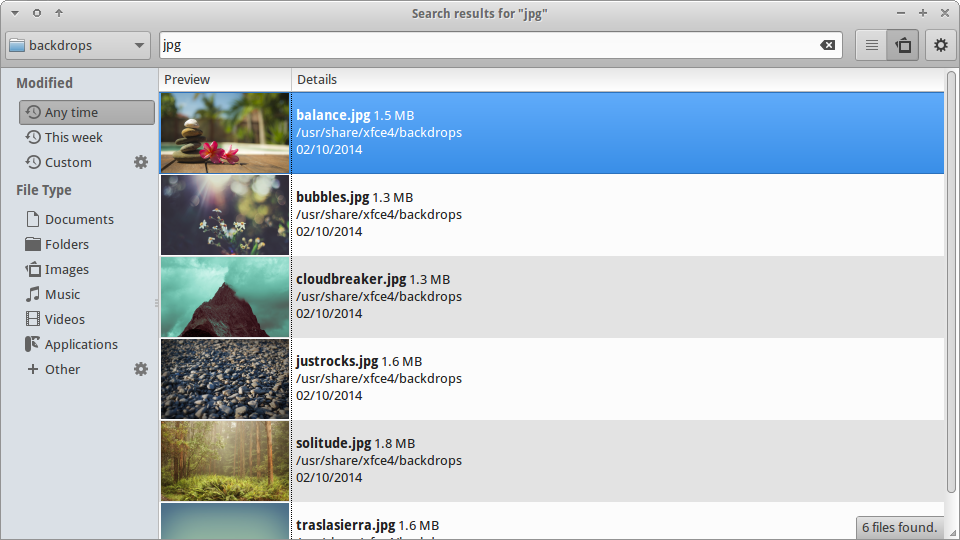 Search results for "jpg"
backdrops
jpg
Modified
Any time
This week
Custom
File Type
Documents
Folders
Images
Music
Videos
Applications
Other
Preview
Details
balance.jpg 1.5 MB
/usr/share/xfce4/backdrops
02/10/2014
bubbles.jpg 1.3 MB
/usr/share/xfce4/backdrops
02/10/2014
cloudbreaker.jpg 1.3 MB
/usr/share/xfce4/backdrops
02/10/2014
justrocks.jpg 1.6 MB
/usr/share/xfce4/backdrops
02/10/2014
solitude.jpg 1.8 MB
/usr/share/xfce4/backdrops
02/10/2014
traslasierra.jpg 1.6 MB
6 files found.